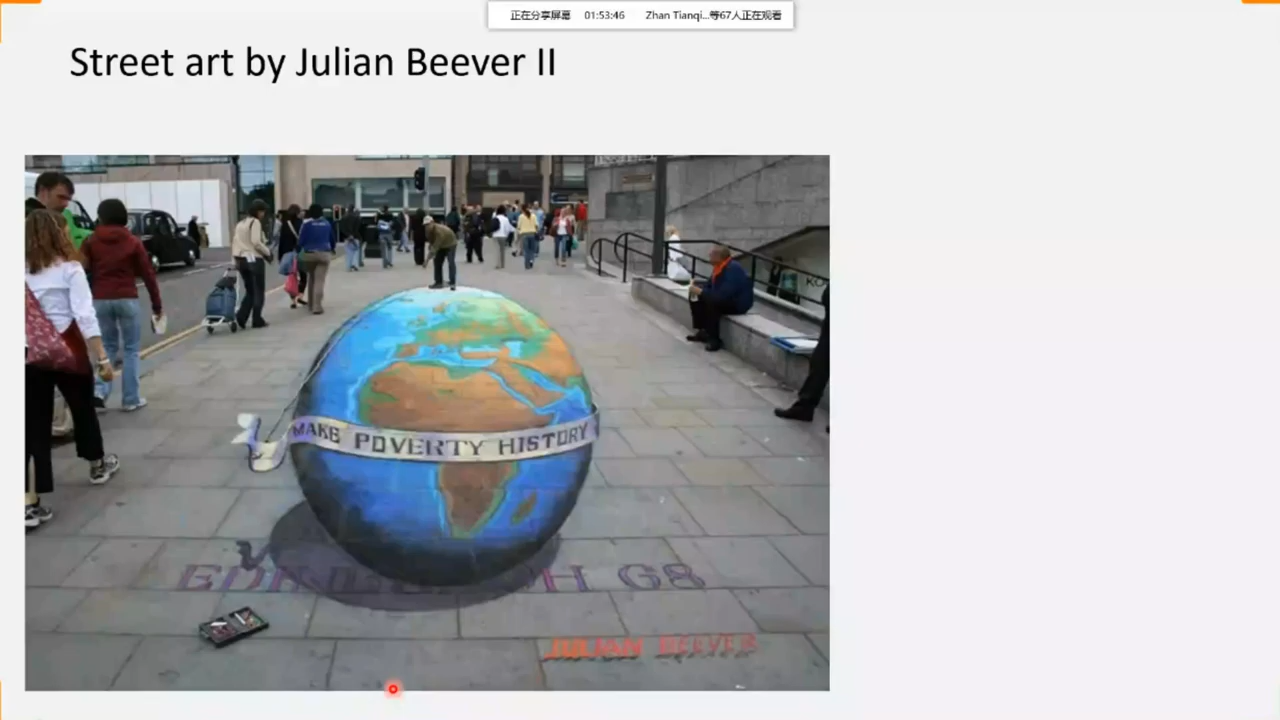 正在分享屏幕 01:53:46 Zhan Tianqi...等67人正在观看
Street art by Julian Beever II
MAKE POVERTY HISTORY
G8
JULIAN BEEVER